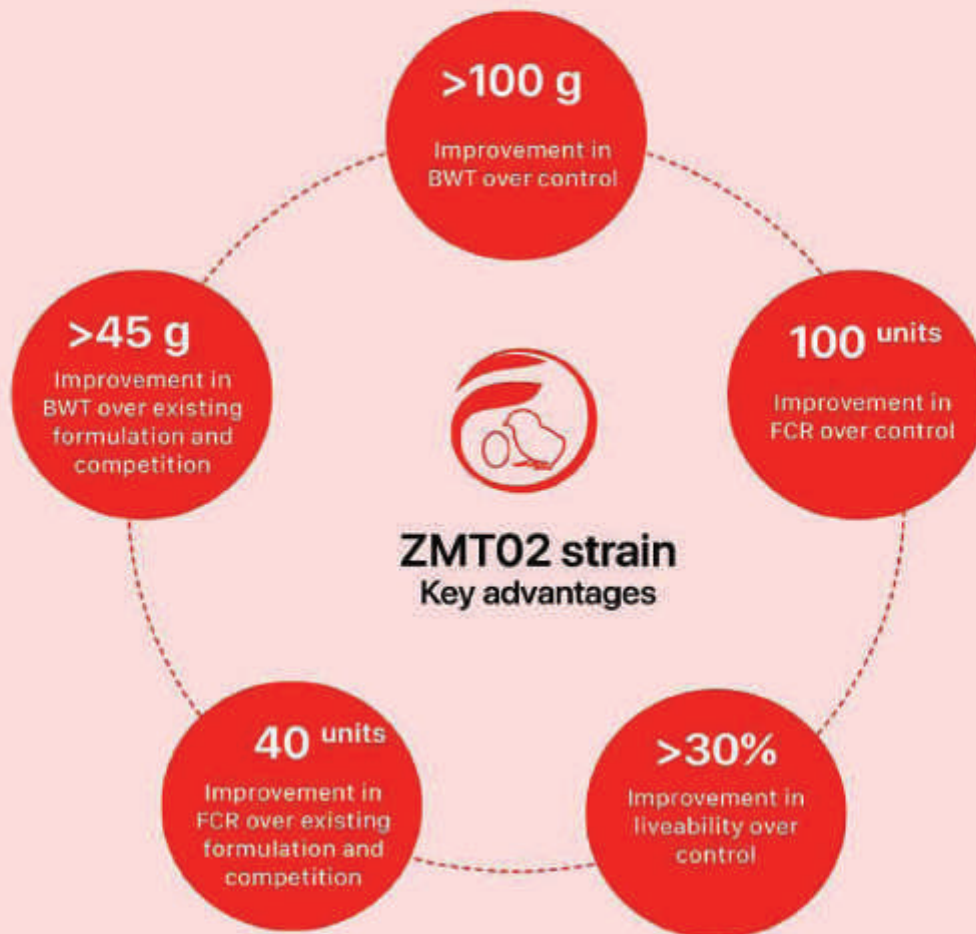 >100 g
Improvement in
BWT over control
>45 g
Improvement in
BWT over existing
formulation and
competition
100 units
Improvement in
FCR over control
ZMT02 strain
Key advantages
40 units
Improvement in
FCR over existing
formulation and
competition
>30%
Improvement in
liveability over
control